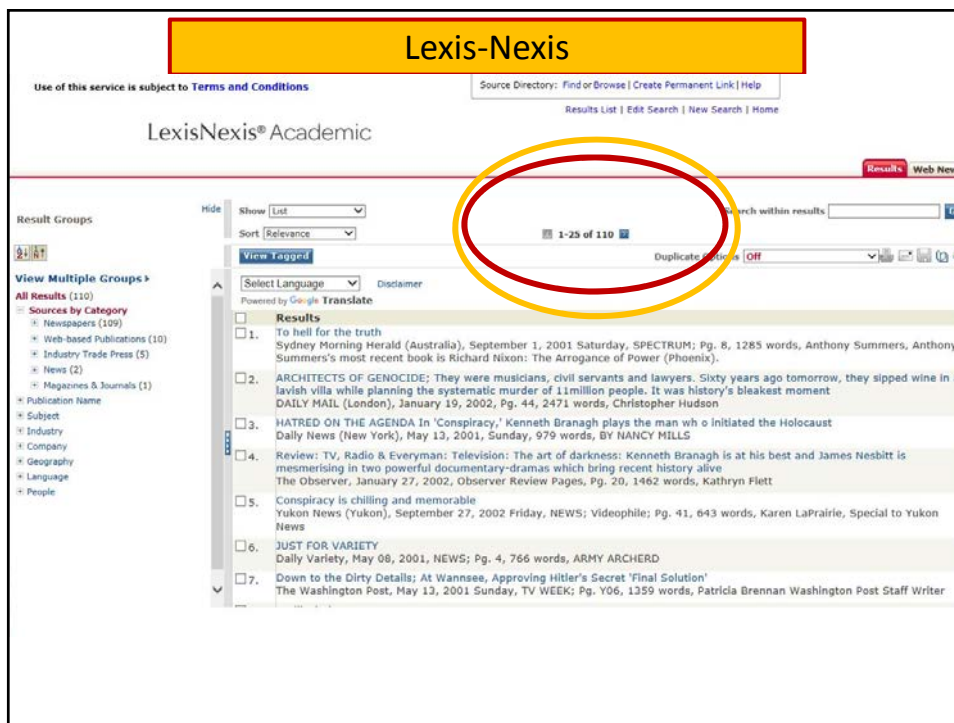 Lexis-Nexis
Use of this service is subject to Terms and Conditions
Source Directory: Find or Browse | Create Permanent Link | Help
Results List | Edit Search | New Search | Home
LexisNexis® Academic
Results Web New
Result Groups
Hide
Show List
Search within results
Sort Relevance
1-25 of 110
View Tagged
Duplicate Options Off
View Multiple Groups
All Results (110)
Sources by Category
Newspapers (109)
Web-based Publications (10)
Industry Trade Press (5)
News (2)
Magazines & Journals (1)
Publication Name
Subject
Industry
Company
Geography
Language
People
Select Language
Disclaimer
Powered by Google Translate
Results
1. To hell for the truth
Sydney Morning Herald (Australia), September 1, 2001 Saturday, SPECTRUM; Pg. 8, 1285 words, Anthony Summers, Anthony
Summers's most recent book is Richard Nixon: The Arrogance of Power (Phoenix).
2. ARCHITECTS OF GENOCIDE; They were musicians, civil servants and lawyers. Sixty years ago tomorrow, they sipped wine in
lavish villa while planning the systematic murder of 11million people. It was history's bleakest moment
DAILY MAIL (London), January 19, 2002, Pg. 44, 2471 words, Christopher Hudson
3. HATRED ON THE AGENDA In 'Conspiracy,' Kenneth Branagh plays the man wh o initiated the Holocaust
Daily News (New York), May 13, 2001, Sunday, 979 words, BY NANCY MILLS
4. Review: TV, Radio & Everyman: Television: The art of darkness: Kenneth Branagh is at his best and James Nesbitt is
mesmerising in two powerful documentary-dramas which bring recent history alive
The Observer, January 27, 2002, Observer Review Pages, Pg. 20, 1462 words, Kathryn Flett
5. Conspiracy is chilling and memorable
Yukon News (Yukon), September 27, 2002 Friday, NEWS; Videophile; Pg. 41, 643 words, Karen LaPrairie, Special to Yukon
News
6. JUST FOR VARIETY
Daily Variety, May 08, 2001, NEWS; Pg. 4, 766 words, ARMY ARCHERD
7. Down to the Dirty Details; At Wannsee, Approving Hitler's Secret 'Final Solution'
The Washington Post, May 13, 2001 Sunday, TV WEEK; Pg. Y06, 1359 words, Patricia Brennan Washington Post Staff Writer